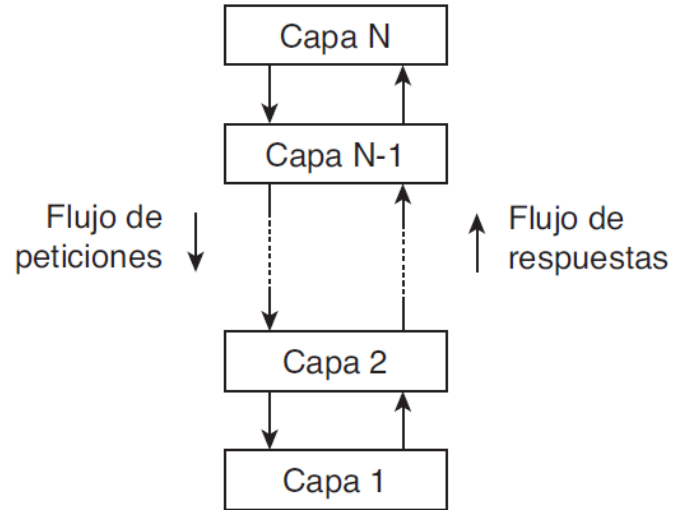 Capa N
Capa N-1
Flujo de
peticiones
Flujo de
respuestas
Capa 2
Capa 1